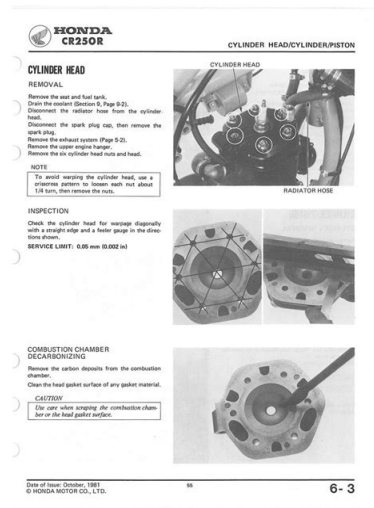 HONDA
CR250R
CYLINDER HEAD/CYLINDER/PISTON
CYLINDER HEAD
REMOVAL
Remove the seat and fuel tank.
Drain the coolant (Section 9, Page 9-2).
Disconnect the radiator hose from the cylinder
head.
Disconnect the spark plug cap, then remove the
spark plug.
Remove the exhaust system (Page 5-2).
Remove the upper engine hanger.
Remove the six cylinder head nuts and head.
NOTE
To avoid warping the cylinder head, use a
crisscross pattern to loosen each nut about
1/4 turn, then remove the nuts.
CYLINDER HEAD
RADIATOR HOSE
INSPECTION
Check the cylinder head for warpage diagonally
with a straight edge and a feeler gauge in the direc-
tions shown.
SERVICE LIMIT: 0.05 mm (0.002 in)
COMBUSTION CHAMBER
DECARBONIZING
Remove the carbon deposits from the combustion
chamber.
Clean the head gasket surface of any gasket material.
CAUTION
Use care when scraping the combustion cham-
ber or the head gasket surface.
Date of Issue: October, 1981
© HONDA MOTOR CO., LTD.
6-3